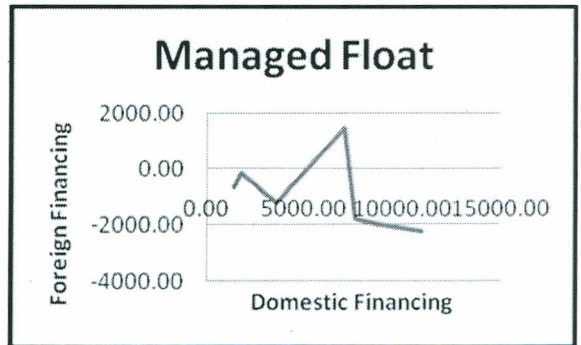 Managed Float
Foreign Financing
2000.00
0.00
-2000.00
-4000.00
0.00 5000.00 10000.00 15000.00
Domestic Financing